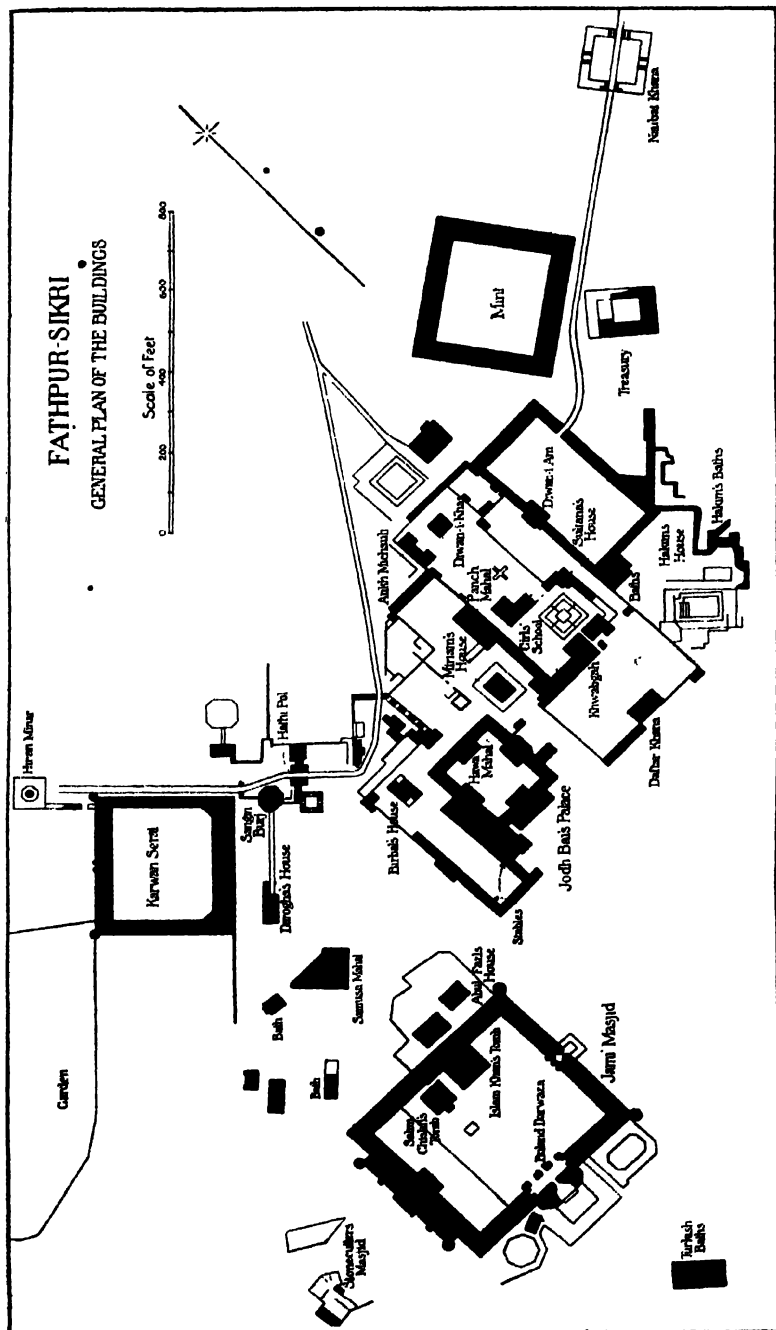 FATHPUR-SIKRI
GENERAL PLAN OF THE BUILDINGS
Scale of Feet
0 200 400 600 800
Hiran Minar
Garden
Karwan Serai
Hathi Pol
Sangin
Burj
Darogha's House
Samusa Mahal
Bath
Bath
Stonecutters
Masjid
Naubat Khana
Mint
Treasury
Ankh Michauli
Diwan-i-Khas
Diwan-i-Am
Panch
Mahal
Sultana's
House
Miriam's
House
Girls'
School
Baths
Hakim's
House
Hakim's Baths
Khwabgah
Daftar Khana
Hawa
Mahal
Birbal's House
Jodh Bai's Palace
Stables
Abul Fazl's
House
Islam Khan's Tomb
Salim
Chishti's
Tomb
Jami Masjid
Boland Darwaza
Turkish
Baths